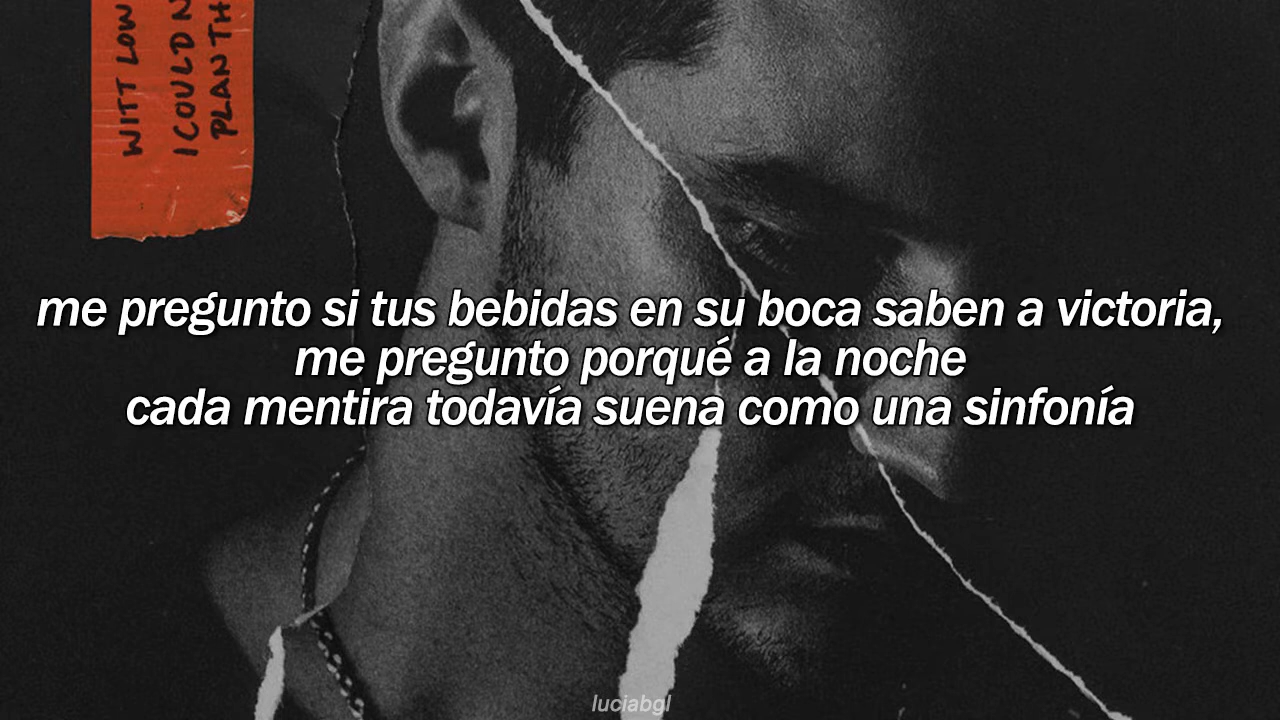 WITT LOW
I COULD N
PLAN TH
me pregunto si tus bebidas en su boca saben a victoria,
me pregunto porqué a la noche
cada mentira todavía suena como una sinfonía
luciabgl